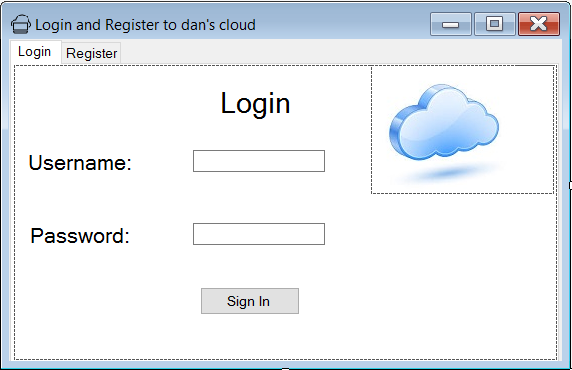 Login and Register to dan's cloud
Login Register
Login
Username:
Password:
Sign In